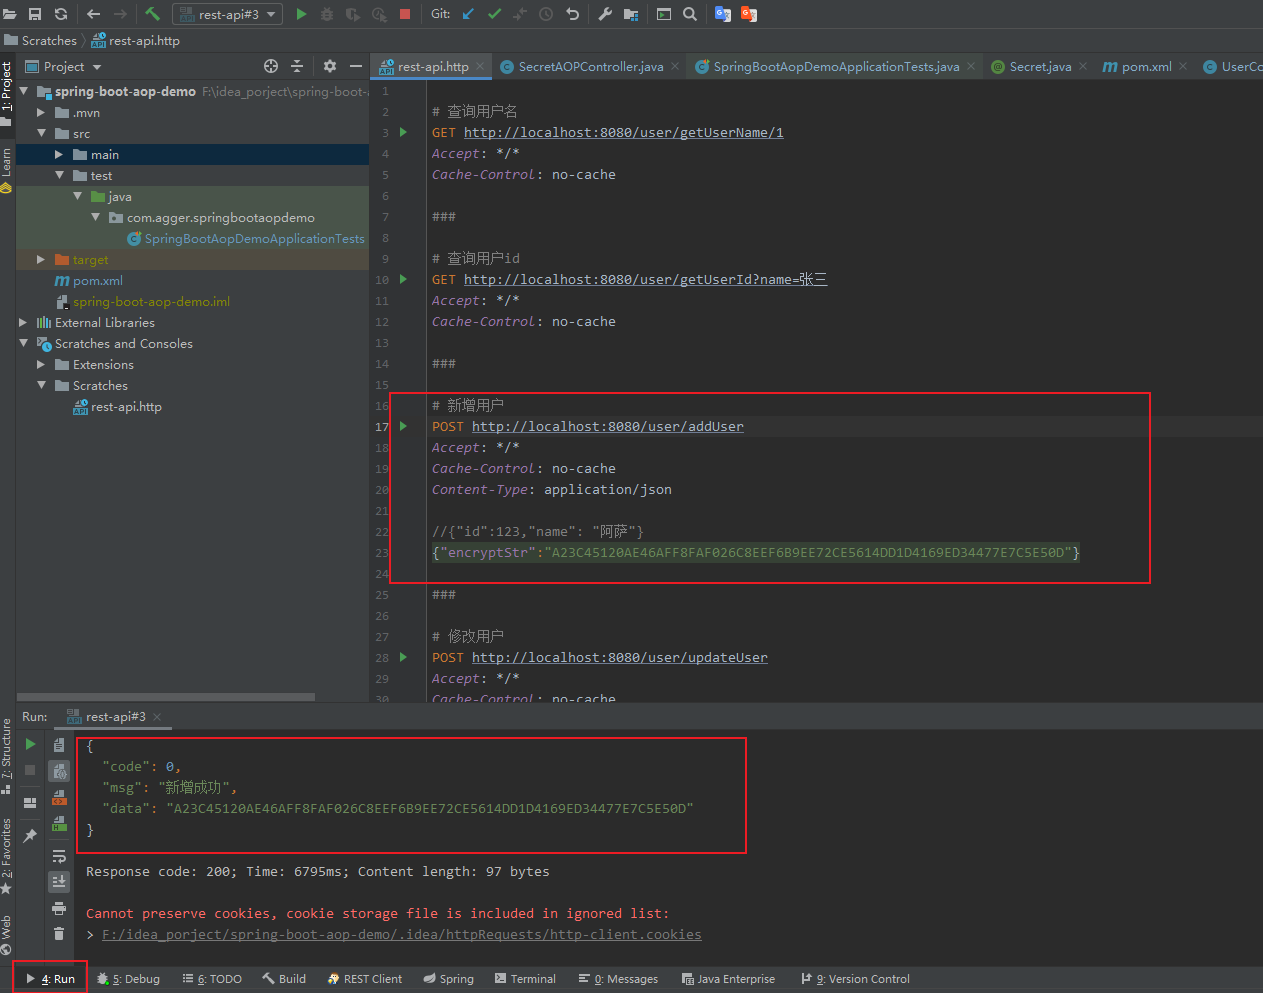 rest-api#3
Git:
Scratches
rest-api.http
Project
rest-api.http
SecretAOPController.java
SpringBootAopDemoApplicationTests.java
Secret.java
pom.xml
UserCo
1: Project
Learn
7: Structure
2: Favorites
Web
spring-boot-aop-demo F:\idea_porject\spring-boot-a
.mvn
src
main
test
java
com.agger.springbootaopdemo
SpringBootAopDemoApplicationTests
target
pom.xml
spring-boot-aop-demo.iml
External Libraries
Scratches and Consoles
Extensions
Scratches
rest-api.http
1
2 # 查询用户名
3 GET http://localhost:8080/user/getUserName/1
4 Accept: */*
5 Cache-Control: no-cache
6
7 ###
8
9 # 查询用户id
10 GET http://localhost:8080/user/getUserId?name=张三
11 Accept: */*
12 Cache-Control: no-cache
13
14 ###
15
16 # 新增用户
17 POST http://localhost:8080/user/addUser
18 Accept: */*
19 Cache-Control: no-cache
20 Content-Type: application/json
21
22 //{"id":123,"name": "阿萨"}
23 {"encryptStr":"A23C45120AE46AFF8FAF026C8EEF6B9EE72CE5614DD1D4169ED34477E7C5E50D"}
24
25 ###
26
27 # 修改用户
28 POST http://localhost:8080/user/updateUser
29 Accept: */*
30 Cache-Control: no-cache
Run: rest-api#3
{
"code": 0,
"msg": "新增成功",
"data": "A23C45120AE46AFF8FAF026C8EEF6B9EE72CE5614DD1D4169ED34477E7C5E50D"
}
Response code: 200; Time: 6795ms; Content length: 97 bytes
Cannot preserve cookies, cookie storage file is included in ignored list:
> F:/idea_porject/spring-boot-aop-demo/.idea/httpRequests/http-client.cookies
4: Run
5: Debug
6: TODO
Build
REST Client
Spring
Terminal
0: Messages
Java Enterprise
9: Version Control